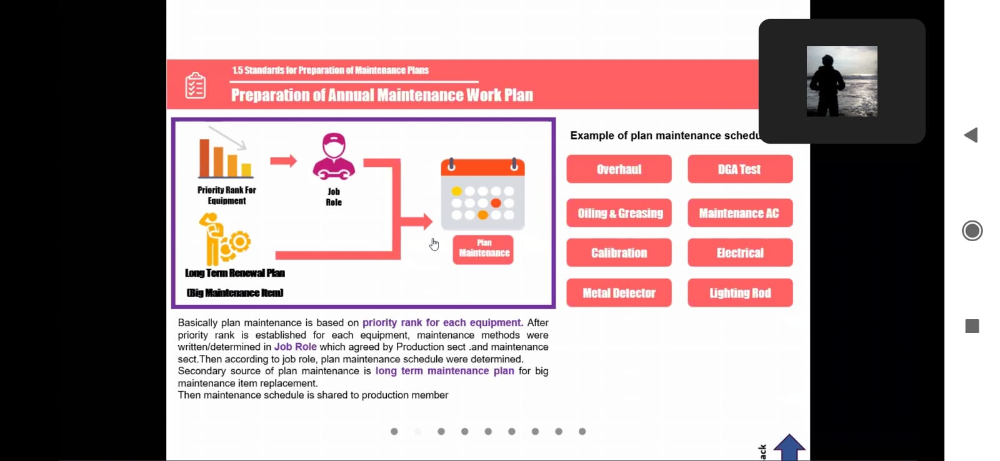 1.5 Standards for Preparation of Maintenance Plans
Preparation of Annual Maintenance Work Plan
Priority Rank For
Equipment
Job
Role
Long Term Renewal Plan
(Big Maintenance Item)
Plan
Maintenance
Basically plan maintenance is based on priority rank for each equipment. After
priority rank is established for each equipment, maintenance methods were
written/determined in Job Role which agreed by Production sect .and maintenance
sect.Then according to job role, plan maintenance schedule were determined.
Secondary source of plan maintenance is long term maintenance plan for big
maintenance item replacement.
Then maintenance schedule is shared to production member
Example of plan maintenance schedu
Overhaul
DGA Test
Oiling & Greasing
Maintenance AC
Calibration
Electrical
Metal Detector
Lighting Rod
ack